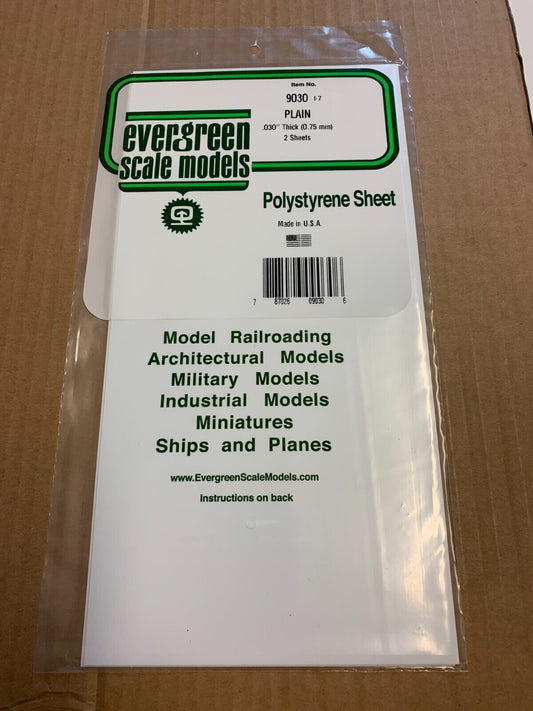 Item No.
9030 I-7
PLAIN
.030" Thick (0.75 mm)
2 Sheets
evergreen
scale models
Polystyrene Sheet
Made in U.S.A.
7 87026 09030 6
Model Railroading
Architectural Models
Military Models
Industrial Models
Miniatures
Ships and Planes
www.EvergreenScaleModels.com
Instructions on back